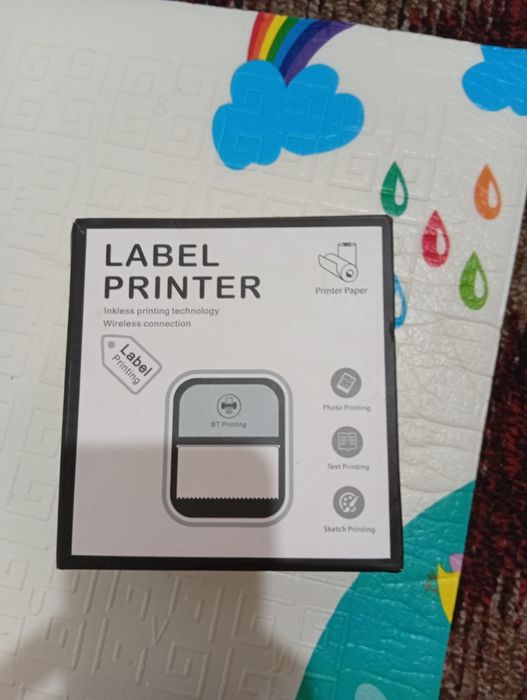 LABEL
PRINTER
Inkless printing technology
Wireless connection
Printer Paper
Label
Printing
BT Printing
Photo Printing
Text Printing
Sketch Printing